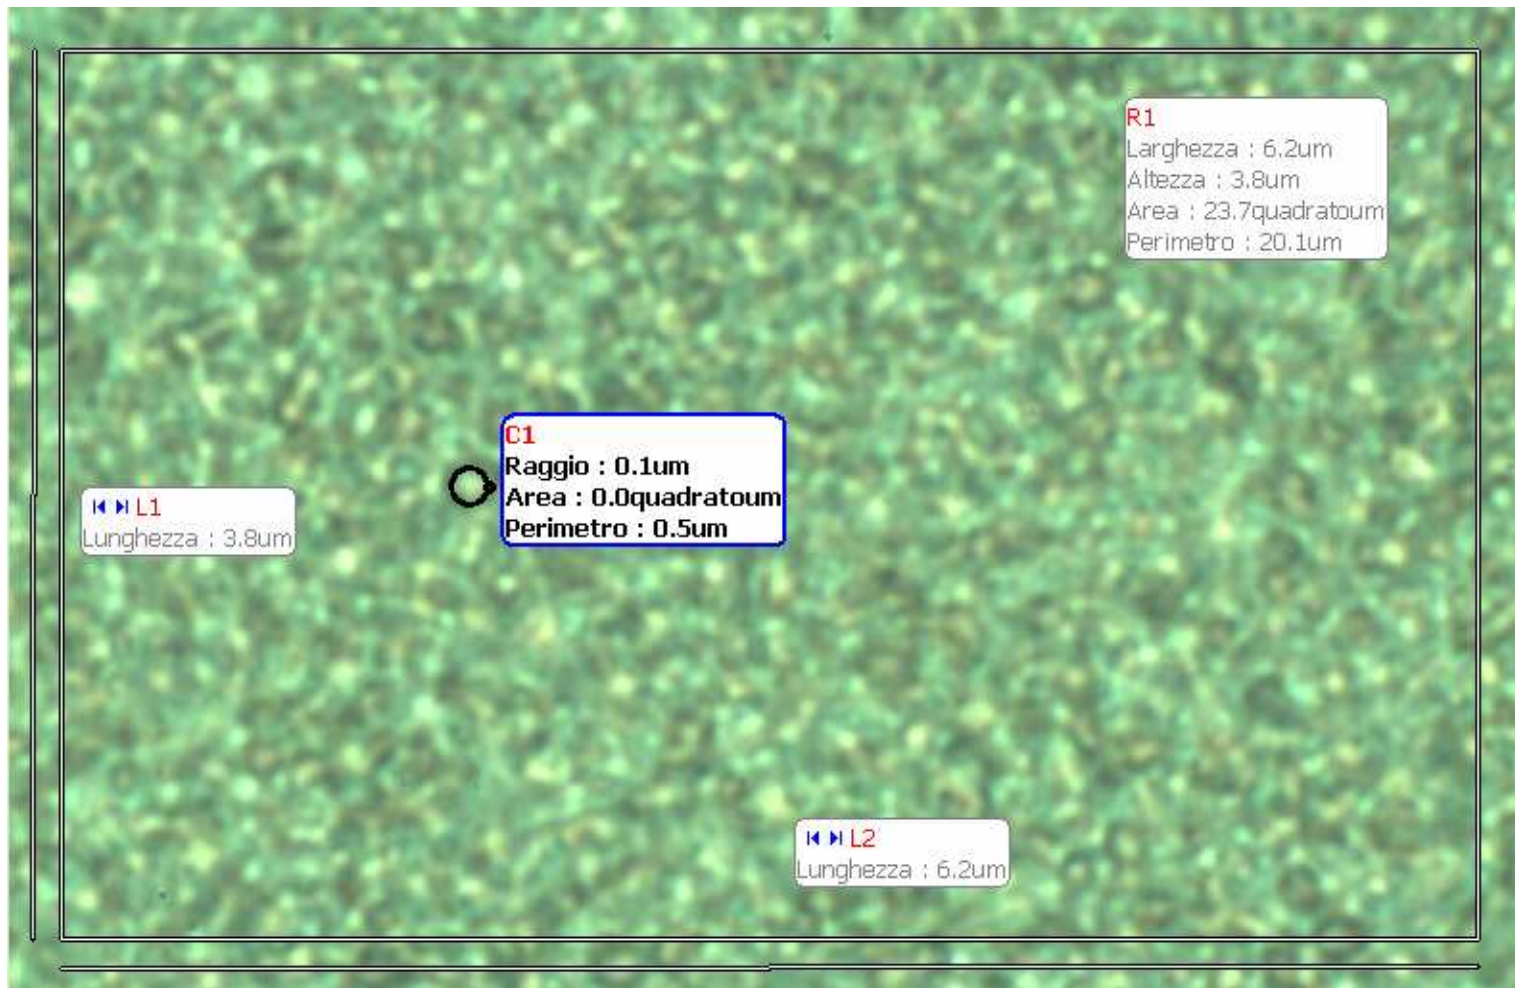 R1
Larghezza : 6.2um
Altezza : 3.8um
Area : 23.7quadratoum
Perimetro : 20.1um
C1
Raggio : 0.1um
Area : 0.0quadratoum
Perimetro : 0.5um
L1
Lunghezza : 3.8um
L2
Lunghezza : 6.2um